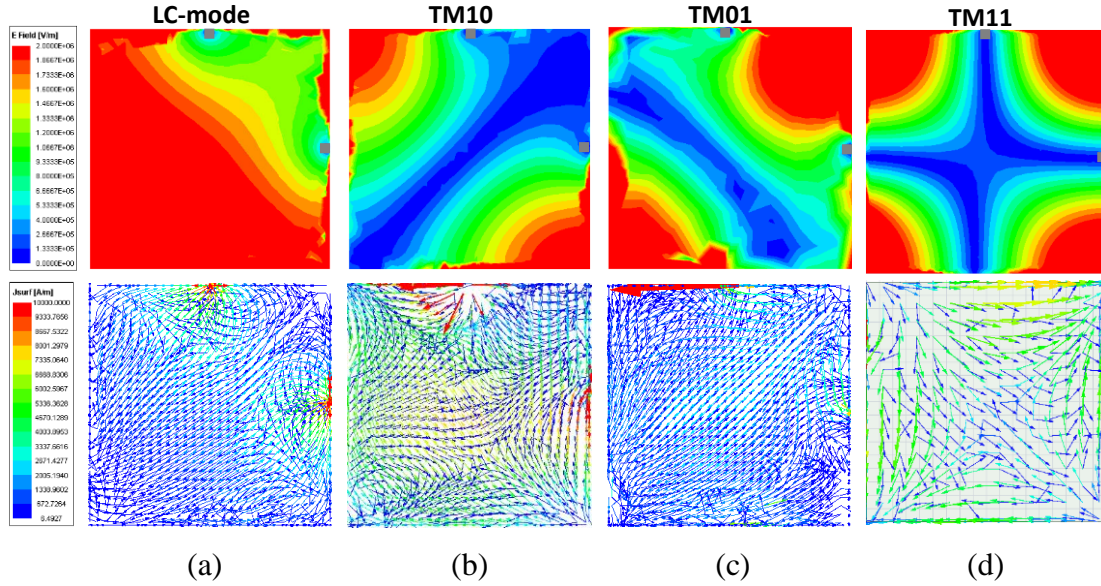 LC-mode TM10 TM01 TM11
E Field [V/m]
2.0000E+06
1.8667E+06
1.7333E+06
1.6000E+06
1.4667E+06
1.3333E+06
1.2000E+06
1.0667E+06
9.3333E+05
8.0000E+05
6.6667E+05
5.3333E+05
4.0000E+05
2.6667E+05
1.3333E+05
0.0000E+00
Jsurf [A/m]
10000.0000
9333.7656
8667.5322
8001.2979
7335.0640
6668.8306
6002.5967
5336.3628
4670.1289
4003.8953
3337.6616
2671.4277
2005.1940
1338.9602
672.7264
6.4927
(a) (b) (c) (d)